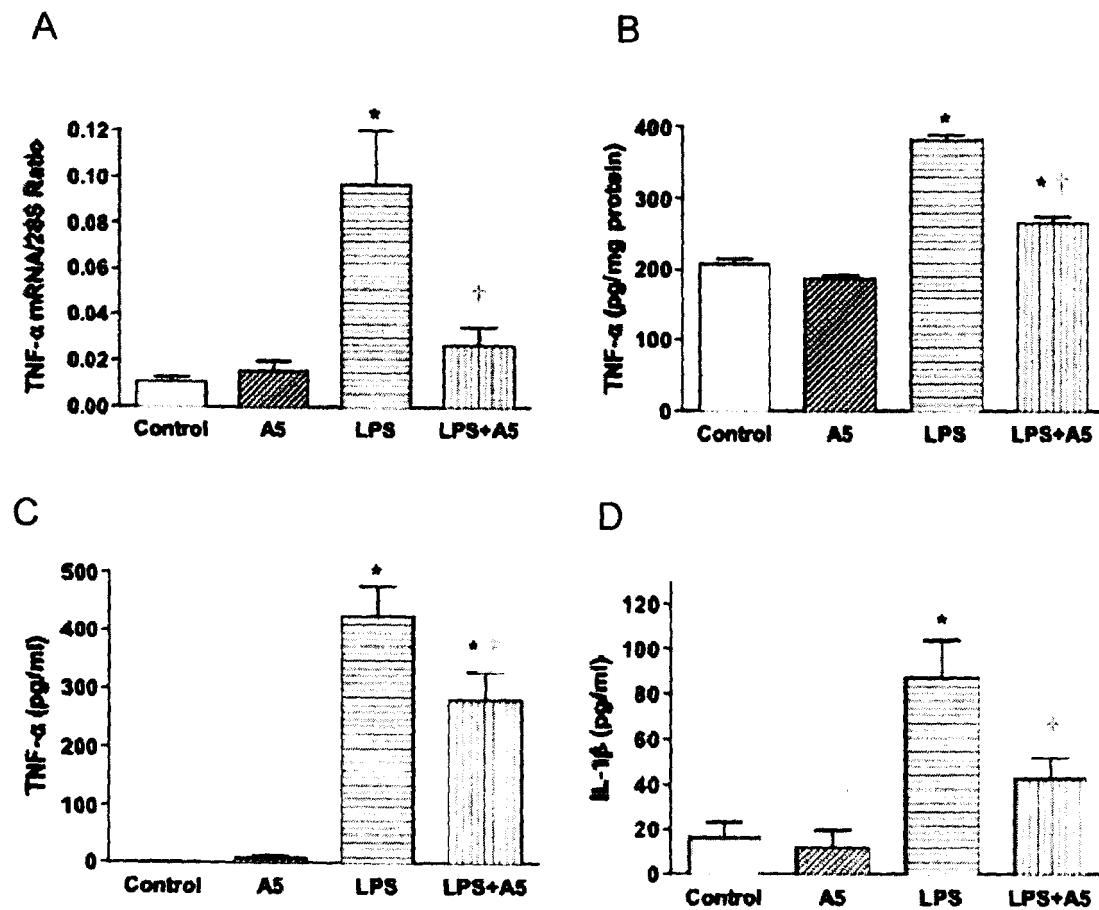 A
TNF-α mRNA/28S Ratio
0.12
0.10
0.08
0.06
0.04
0.02
0.00
*
†
Control A5 LPS LPS+A5
B
TNF-α (pg/mg protein)
400
300
200
100
0
*
* †
Control A5 LPS LPS+A5
C
TNF-α (pg/ml)
500
400
300
200
100
0
*
*
Control A5 LPS LPS+A5
D
IL-1β (pg/ml)
120
100
80
60
40
20
0
*
†
Control A5 LPS LPS+A5